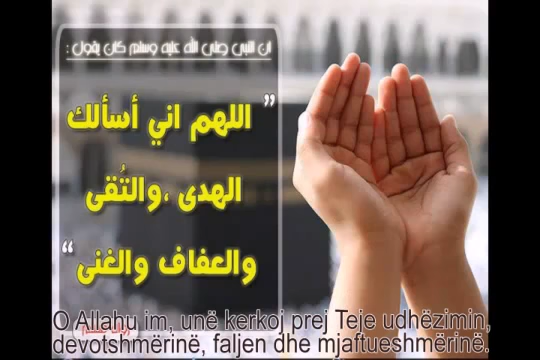 ان النبى صلى الله عليه وسلم كان يقول :
" اللهم اني أسألك
الهدى ،والتُقى
والعفاف والغنى "
O Allahu im, unë kerkoj prej Teje udhëzimin,
devotshmërinë, faljen dhe mjaftueshmërinë.